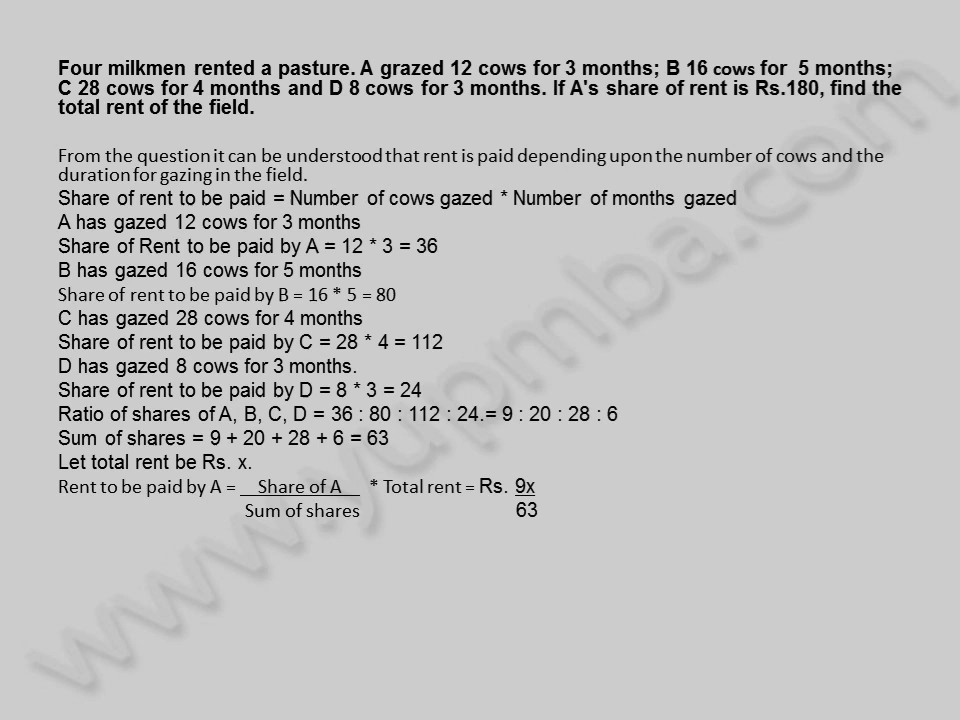 Four milkmen rented a pasture. A grazed 12 cows for 3 months; B 16 cows for 5 months;
C 28 cows for 4 months and D 8 cows for 3 months. If A's share of rent is Rs.180, find the
total rent of the field.
From the question it can be understood that rent is paid depending upon the number of cows and the
duration for gazing in the field.
Share of rent to be paid = Number of cows gazed * Number of months gazed
A has gazed 12 cows for 3 months
Share of Rent to be paid by A = 12 * 3 = 36
B has gazed 16 cows for 5 months
Share of rent to be paid by B = 16 * 5 = 80
C has gazed 28 cows for 4 months
Share of rent to be paid by C = 28 * 4 = 112
D has gazed 8 cows for 3 months.
Share of rent to be paid by D = 8 * 3 = 24
Ratio of shares of A, B, C, D = 36 : 80 : 112 : 24.= 9 : 20 : 28 : 6
Sum of shares = 9 + 20 + 28 + 6 = 63
Let total rent be Rs. x.
Rent to be paid by A = Share of A * Total rent = Rs. 9x
Sum of shares 63
www.yupmba.com